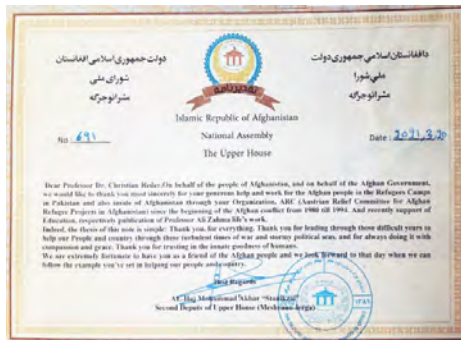 دولت جمهوری اسلامی افغانستان
شورای ملی
مشرانو جرگه
دافغانستان اسلامي جمهوري دولت
ملي شورا
مشرانو جرگه
تقدیرنامه
Islamic Republic of Afghanistan
National Assembly
The Upper House
No: 691
Date: 2021,3,20
Dear Professor Dr. Christian Reder, On behalf of the people of Afghanistan, and on behalf of the Afghan Government,
we would like to thank you most sincerely for your generous help and work for the Afghan people in the Refugees Camps
in Pakistan and also inside of Afghanistan through your Organization, ARC (Austrian Relief Committee for Afghan
Refugee Projects in Afghanistan) since the beginning of the Afghan conflict from 1980 till 1994. And recently support of
Education, respectively publication of Professor Ali Zahma life's work.
Indeed, the thesis of this note is simple: Thank you for everything. Thank you for leading through these difficult years to
help our People and country through these turbulent times of war and stormy political seas, and for always doing it with
compassion and grace. Thank you for trusting in the innate goodness of humans.
We are extremely fortunate to have you as a friend of the Afghan people and we look forward to that day when we can
follow the example you've set in helping our people and country.
Best Regards
Al- Haj Mohammad Akbar
Second Deputy of Upper House (Meshrano Jerga)